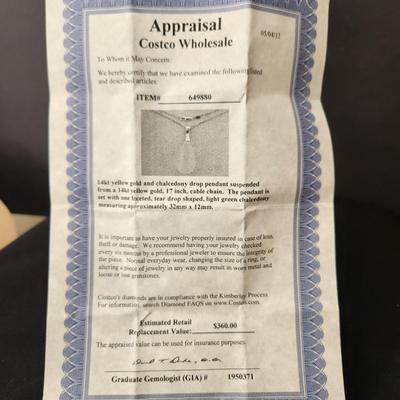 Appraisal
Costco Wholesale
05/04/12
To Whom it May Concern:
We hereby certify that we have examined the following listed
and described articles:
ITEM# 649880
14kt yellow gold and chalcedony drop pendant suspended
from a 14kt yellow gold, 17 inch, cable chain. The pendant is
set with one faceted, tear drop shaped, light green chalcedony
measuring approximately 32mm x 12mm.
It is important to have your jewelry properly insured in case of loss,
theft or damage. We recommend having your jewelry checked
every six months by a professional jeweler to ensure the integrity of
the piece. Normal everyday wear, changing the size of a ring, or
altering a piece of jewelry in any way may result in worn metal and
loose or lost gemstones.
Costco's diamonds are in compliance with the Kimberley Process.
For information, search Diamond FAQS on www.Costco.com.
Estimated Retail
Replacement Value: $360.00
The appraised value can be used for insurance purposes.
Graduate Gemologist (GIA) # 1950371